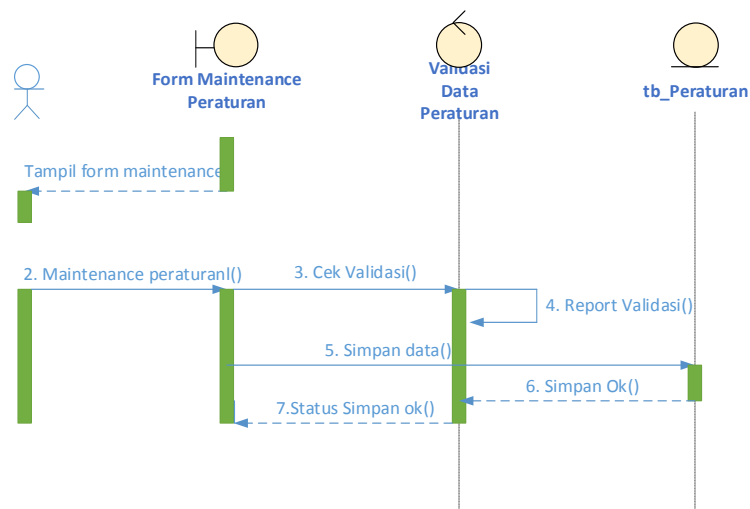 Form Maintenance
Peraturan
Validasi
Data
Peraturan
tb_Peraturan
Tampil form maintenance
2. Maintenance peraturanl()
3. Cek Validasi()
4. Report Validasi()
5. Simpan data()
6. Simpan Ok()
7.Status Simpan ok()